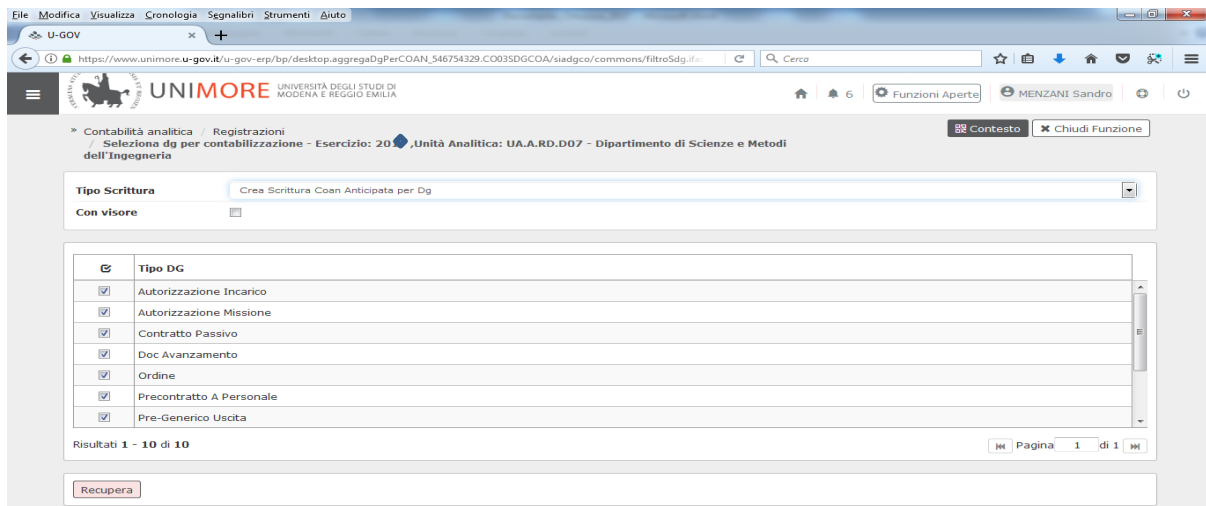 File Modifica Visualizza Cronologia Segnalibri Strumenti Aiuto
U-GOV × +
https://www.unimore.u-gov.it/u-gov-erp/bp/desktop.aggregaDgPerCOAN_546754329.CO03SDGCOA/siadgco/commons/filtroSdg.ifa Cerca
UNIMORE UNIVERSITÀ DEGLI STUDI DI
MODENA E REGGIO EMILIA
6 Funzioni Aperte MENZANI Sandro
» Contabilità analitica / Registrazioni Contesto Chiudi Funzione
/ Seleziona dg per contabilizzazione - Esercizio: 20 ,Unità Analitica: UA.A.RD.D07 - Dipartimento di Scienze e Metodi
dell'Ingegneria
Tipo Scrittura Crea Scrittura Coan Anticipata per Dg
Con visore
Tipo DG
Autorizzazione Incarico
Autorizzazione Missione
Contratto Passivo
Doc Avanzamento
Ordine
Precontratto A Personale
Pre-Generico Uscita
Risultati 1 - 10 di 10 Pagina 1 di 1
Recupera